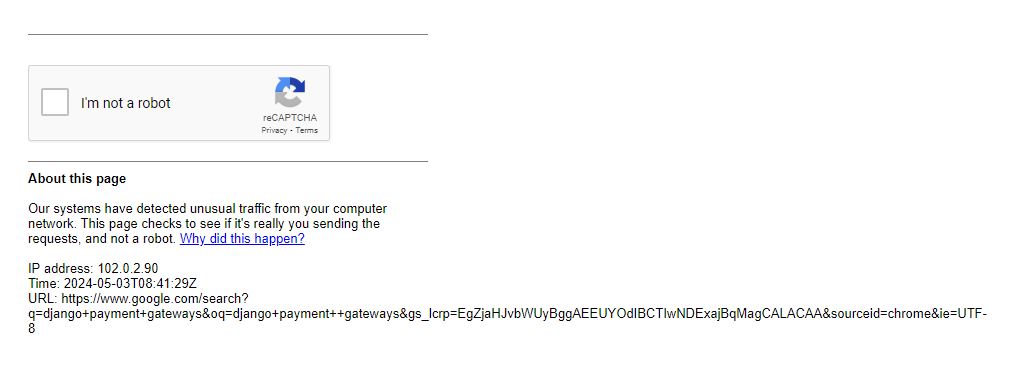 I'm not a robot
reCAPTCHA
Privacy - Terms
About this page
Our systems have detected unusual traffic from your computer
network. This page checks to see if it's really you sending the
requests, and not a robot. Why did this happen?
IP address: 102.0.2.90
Time: 2024-05-03T08:41:29Z
URL: https://www.google.com/search?
q=django+payment+gateways&oq=django+payment++gateways&gs_lcrp=EgZjaHJvbWUyBggAEEUYOdIBCTIwNDExajBqMagCALACAA&sourceid=chrome&ie=UTF-
8